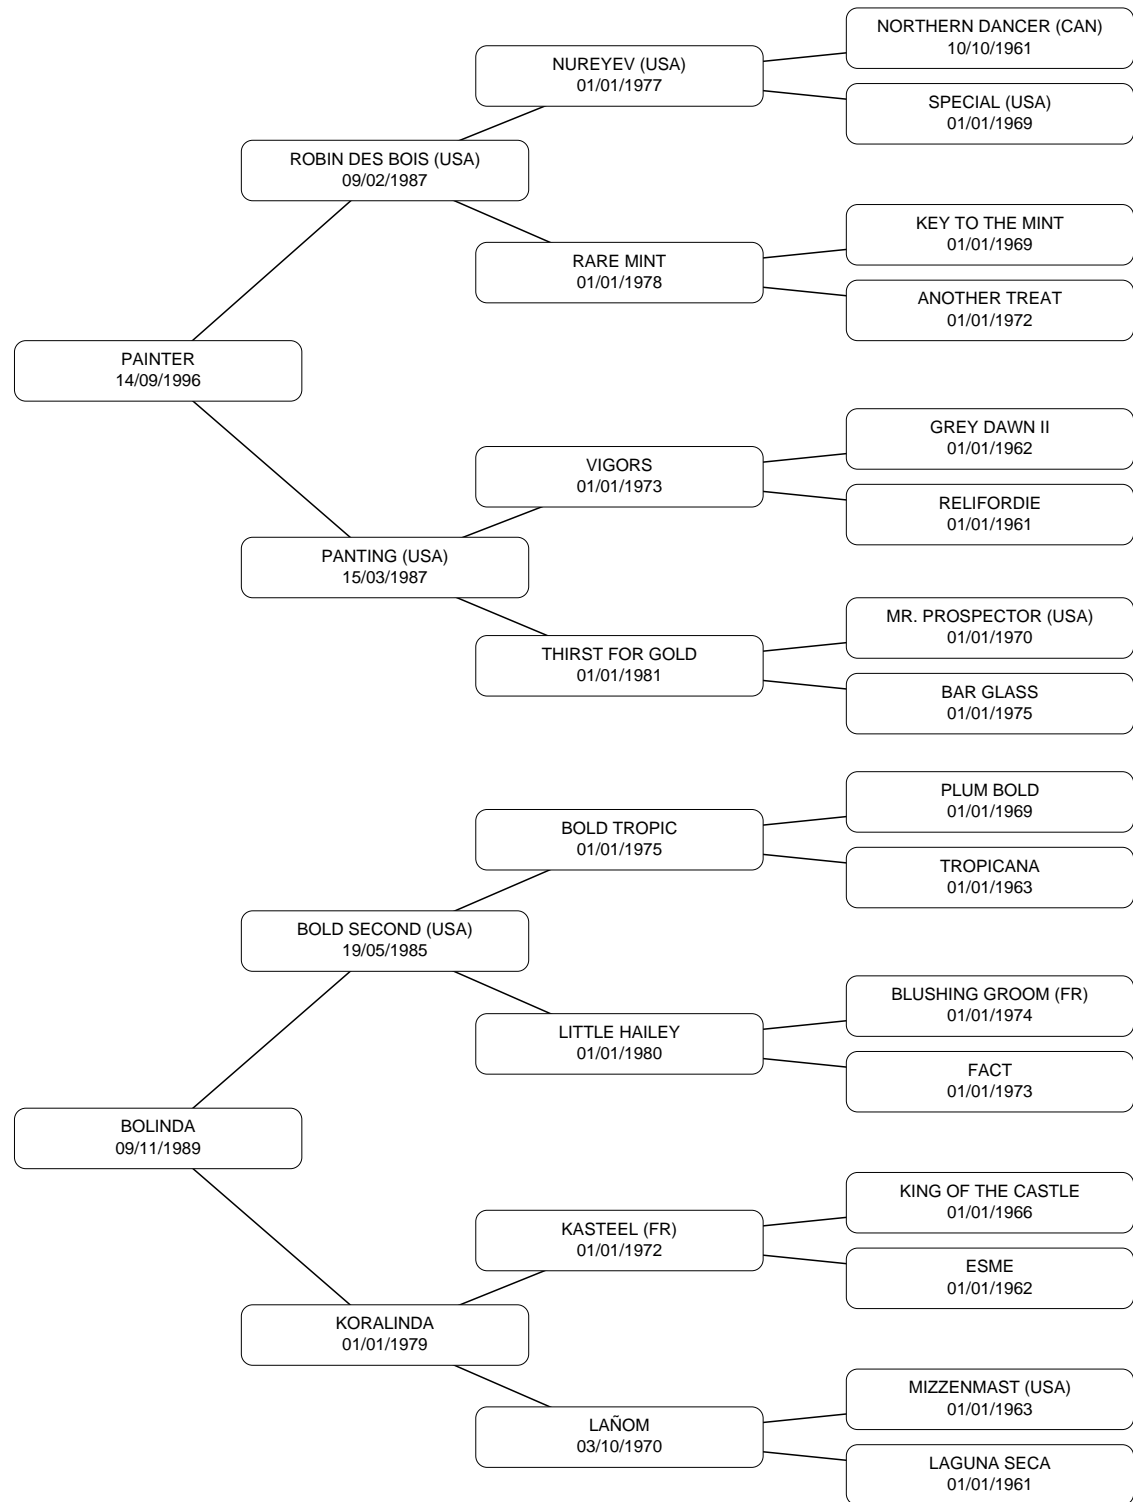 NORTHERN DANCER (CAN)
10/10/1961
NUREYEV (USA)
01/01/1977
SPECIAL (USA)
01/01/1969
ROBIN DES BOIS (USA)
09/02/1987
KEY TO THE MINT
01/01/1969
RARE MINT
01/01/1978
ANOTHER TREAT
01/01/1972
PAINTER
14/09/1996
GREY DAWN II
01/01/1962
VIGORS
01/01/1973
RELIFORDIE
01/01/1961
PANTING (USA)
15/03/1987
MR. PROSPECTOR (USA)
01/01/1970
THIRST FOR GOLD
01/01/1981
BAR GLASS
01/01/1975
PLUM BOLD
01/01/1969
BOLD TROPIC
01/01/1975
TROPICANA
01/01/1963
BOLD SECOND (USA)
19/05/1985
BLUSHING GROOM (FR)
01/01/1974
LITTLE HAILEY
01/01/1980
FACT
01/01/1973
BOLINDA
09/11/1989
KING OF THE CASTLE
01/01/1966
KASTEEL (FR)
01/01/1972
ESME
01/01/1962
KORALINDA
01/01/1979
MIZZENMAST (USA)
01/01/1963
LAÑOM
03/10/1970
LAGUNA SECA
01/01/1961